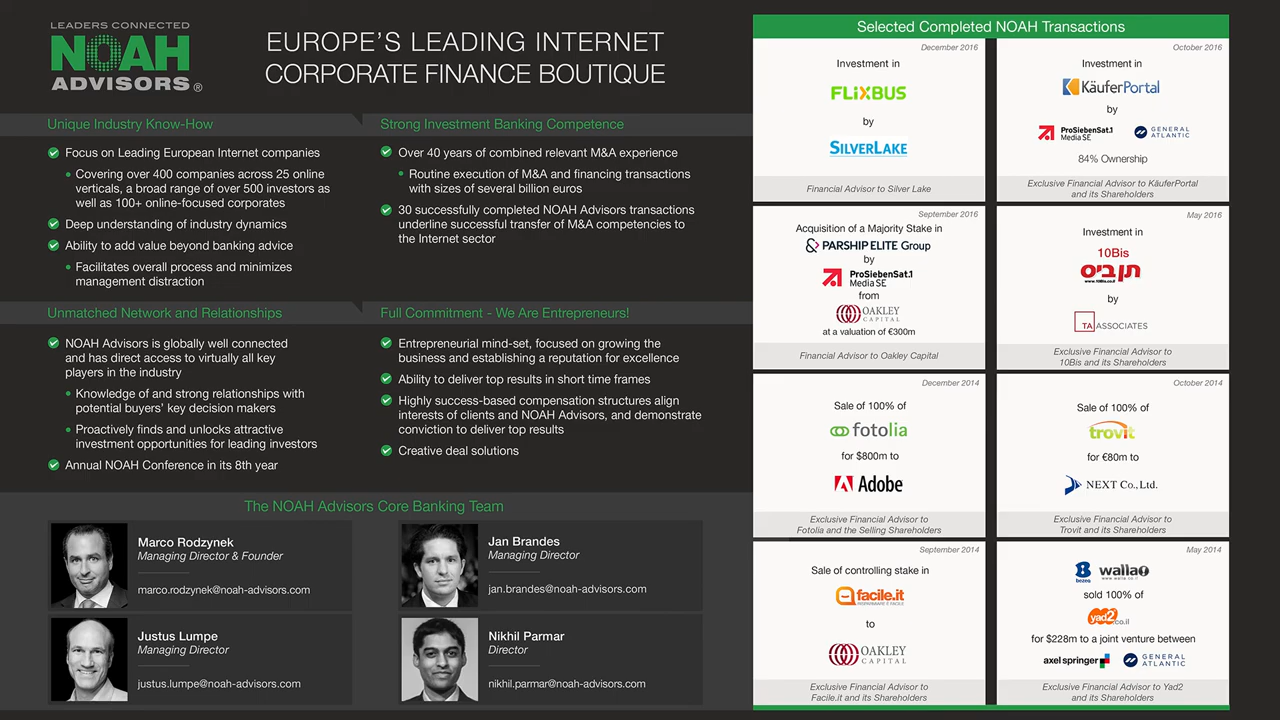 LEADERS CONNECTED
NOAH
ADVISORS®
EUROPE'S LEADING INTERNET
CORPORATE FINANCE BOUTIQUE
Unique Industry Know-How
Focus on Leading European Internet companies
• Covering over 400 companies across 25 online
verticals, a broad range of over 500 investors as
well as 100+ online-focused corporates
Deep understanding of industry dynamics
Ability to add value beyond banking advice
• Facilitates overall process and minimizes
management distraction
Strong Investment Banking Competence
Over 40 years of combined relevant M&A experience
• Routine execution of M&A and financing transactions
with sizes of several billion euros
30 successfully completed NOAH Advisors transactions
underline successful transfer of M&A competencies to
the Internet sector
Unmatched Network and Relationships
NOAH Advisors is globally well connected
and has direct access to virtually all key
players in the industry
• Knowledge of and strong relationships with
potential buyers' key decision makers
• Proactively finds and unlocks attractive
investment opportunities for leading investors
Annual NOAH Conference in its 8th year
Full Commitment - We Are Entrepreneurs!
Entrepreneurial mind-set, focused on growing the
business and establishing a reputation for excellence
Ability to deliver top results in short time frames
Highly success-based compensation structures align
interests of clients and NOAH Advisors, and demonstrate
conviction to deliver top results
Creative deal solutions
The NOAH Advisors Core Banking Team
Marco Rodzynek
Managing Director & Founder
marco.rodzynek@noah-advisors.com
Jan Brandes
Managing Director
jan.brandes@noah-advisors.com
Justus Lumpe
Managing Director
justus.lumpe@noah-advisors.com
Nikhil Parmar
Director
nikhil.parmar@noah-advisors.com
Selected Completed NOAH Transactions
December 2016
Investment in
FLiXBUS
by
SILVERLAKE
Financial Advisor to Silver Lake
October 2016
Investment in
KäuferPortal
by
ProSiebenSat.1
Media SE
GENERAL
ATLANTIC
84% Ownership
Exclusive Financial Advisor to KäuferPortal
and its Shareholders
September 2016
Acquisition of a Majority Stake in
PARSHIP ELITE Group
by
ProSiebenSat.1
Media SE
from
OAKLEY
CAPITAL
at a valuation of €300m
Financial Advisor to Oakley Capital
May 2016
Investment in
10Bis
תן ביס
www.10Bis.co.il
by
TA ASSOCIATES
Exclusive Financial Advisor to
10Bis and its Shareholders
December 2014
Sale of 100% of
fotolia
for $800m to
Adobe
Exclusive Financial Advisor to
Fotolia and the Selling Shareholders
October 2014
Sale of 100% of
trovit
for €80m to
NEXT Co., Ltd.
Exclusive Financial Advisor to
Trovit and its Shareholders
September 2014
Sale of controlling stake in
facile.it
to
OAKLEY
CAPITAL
Exclusive Financial Advisor to
Facile.it and its Shareholders
May 2014
bezeq
walla
www.walla.co.il
sold 100% of
yad2.co.il
for $228m to a joint venture between
axel springer
GENERAL
ATLANTIC
Exclusive Financial Advisor to Yad2
and its Shareholders